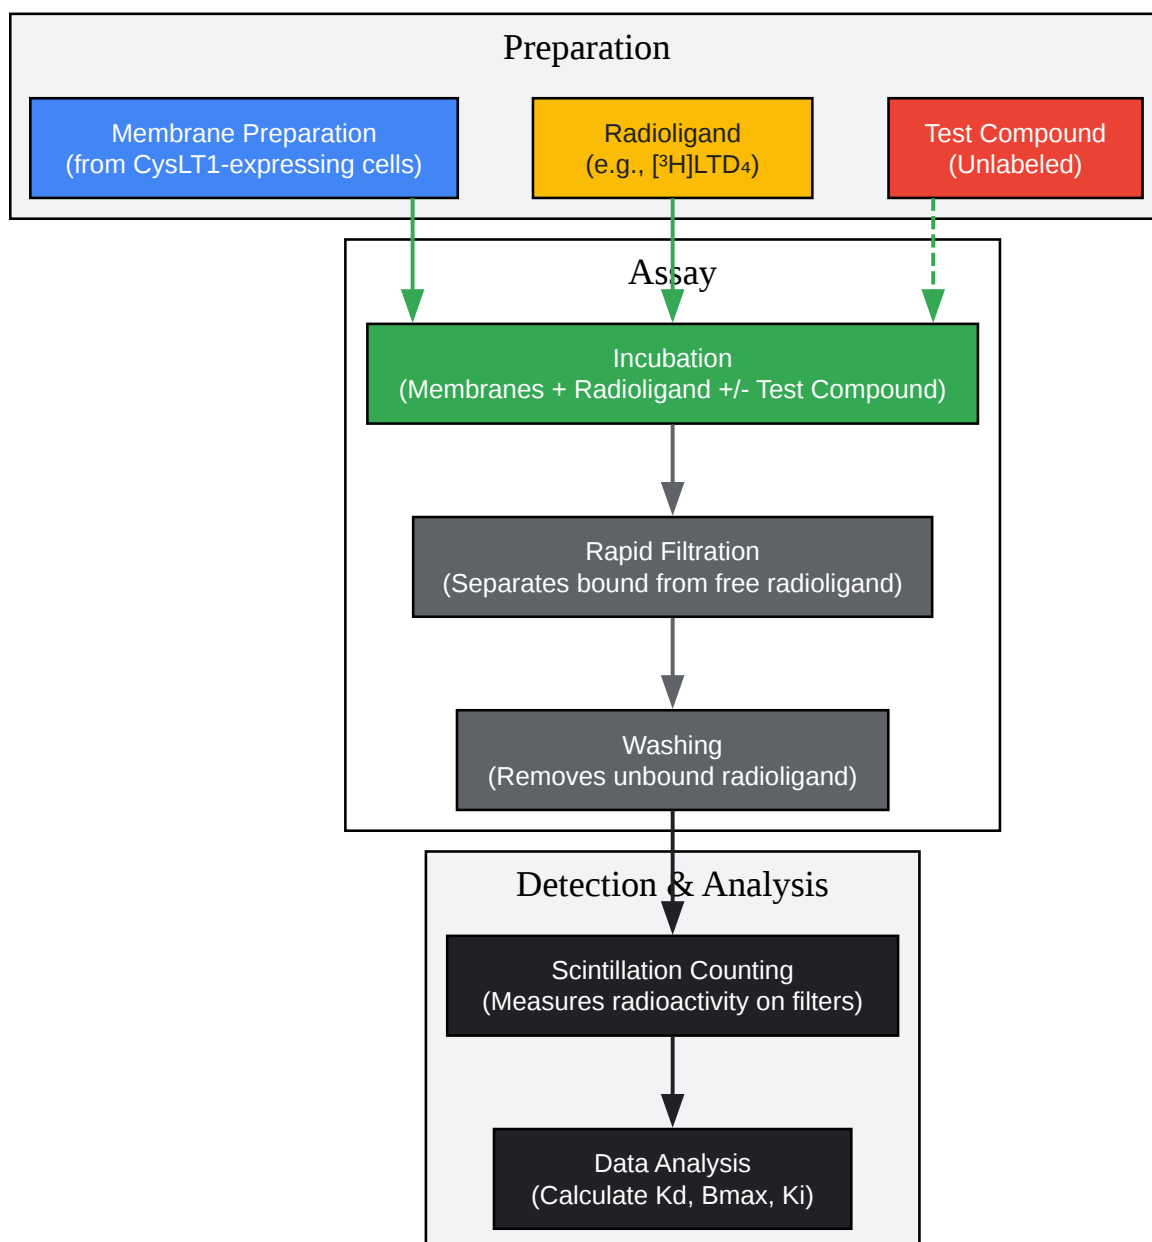 Preparation
Membrane Preparation
(from CysLT1-expressing cells)
Radioligand
(e.g., [³H]LTD₄)
Test Compound
(Unlabeled)
Assay
Incubation
(Membranes + Radioligand +/- Test Compound)
Rapid Filtration
(Separates bound from free radioligand)
Washing
(Removes unbound radioligand)
Detection & Analysis
Scintillation Counting
(Measures radioactivity on filters)
Data Analysis
(Calculate Kd, Bmax, Ki)